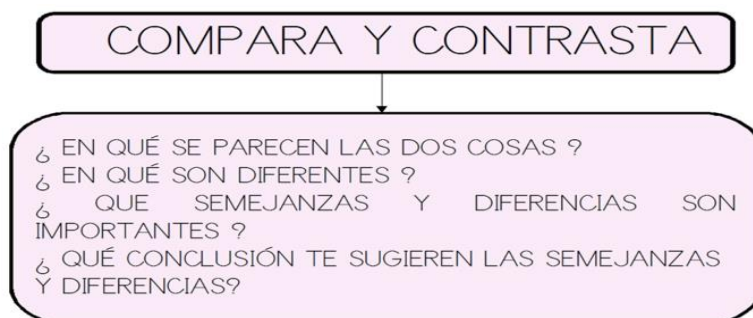 COMPARA Y CONTRASTA
¿ EN QUÉ SE PARECEN LAS DOS COSAS ?
¿ EN QUÉ SON DIFERENTES ?
¿ QUE SEMEJANZAS Y DIFERENCIAS SON
IMPORTANTES ?
¿ QUÉ CONCLUSIÓN TE SUGIEREN LAS SEMEJANZAS
Y DIFERENCIAS?